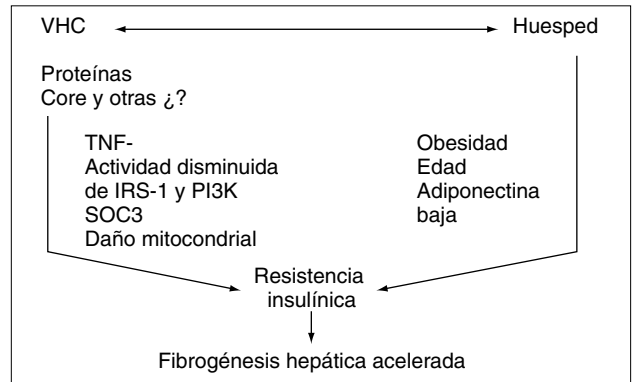 VHC Huesped
Proteínas
Core y otras ¿?
TNF-
Actividad disminuida
de IRS-1 y PI3K
SOC3
Daño mitocondrial
Obesidad
Edad
Adiponectina
baja
Resistencia
insulínica
Fibrogénesis hepática acelerada